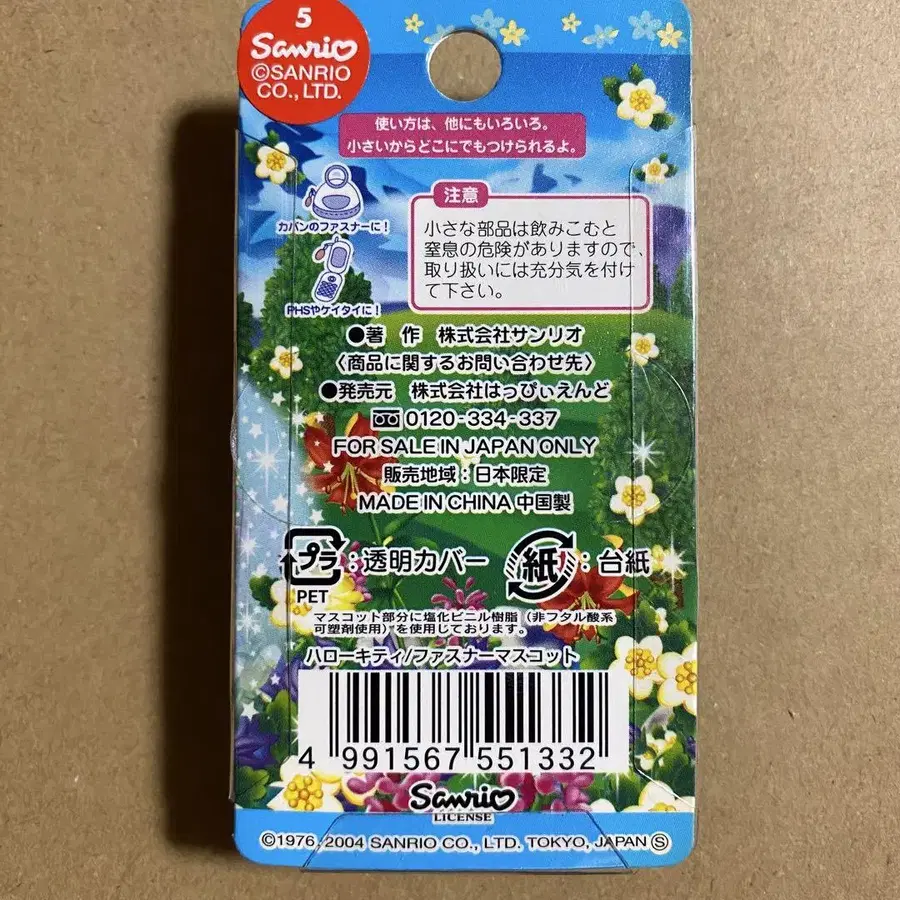 5
Sanrio
©SANRIO
CO., LTD.
使い方は、他にもいろいろ。
小さいからどこにでもつけられるよ。
カバンのファスナーに!
PHSやケイタイに!
注意
小さな部品は飲みこむと
窒息の危険がありますので、
取り扱いには充分気を付け
て下さい。
●著 作 株式会社サンリオ
〈商品に関するお問い合わせ先〉
●発売元 株式会社はっぴぃえんど
0120-334-337
FOR SALE IN JAPAN ONLY
販売地域:日本限定
MADE IN CHINA 中国製
プラ:透明カバー 紙:台紙
PET
マスコット部分に塩化ビニル樹脂(非フタル酸系
可塑剤使用)を使用しております。
ハローキティ/ファスナーマスコット
4 991567 551332
Sanrio
LICENSE
©1976, 2004 SANRIO CO., LTD. TOKYO, JAPAN Ⓢ